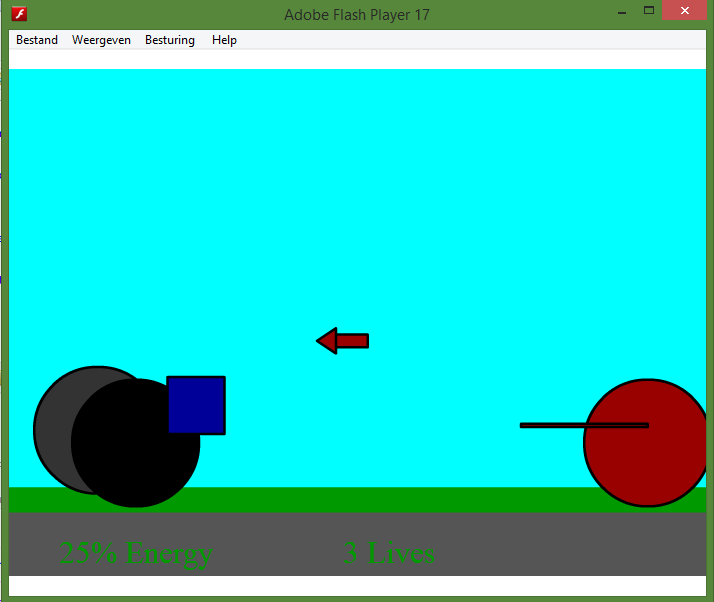 Adobe Flash Player 17
Bestand Weergeven Besturing Help
25% Energy 3 Lives